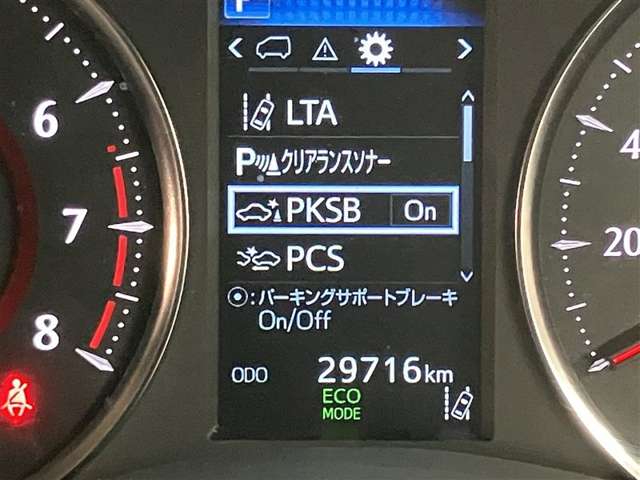 P
LTA
P クリアランスソナー
PKSB On
PCS
:パーキングサポートブレーキ
On/Off
ODO 29716km
ECO
MODE
6
7
8
4
20